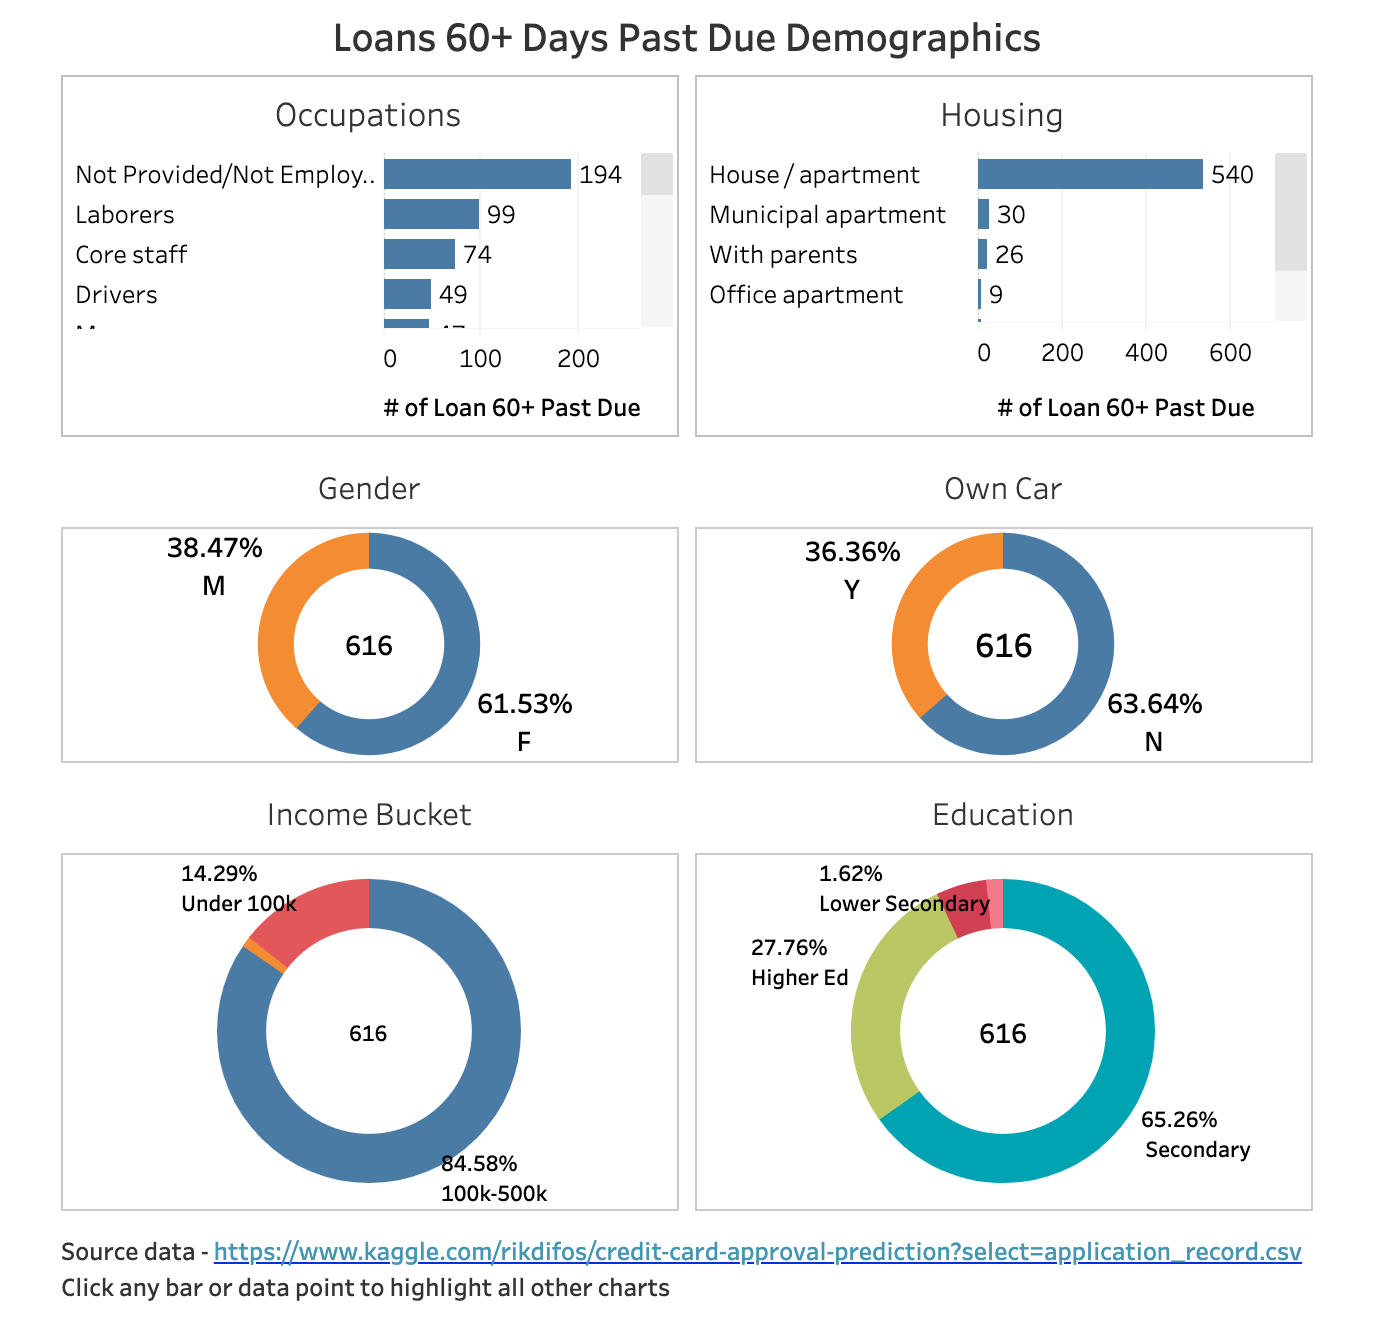 Loans 60+ Days Past Due Demographics
Occupations
Not Provided/Not Employ..
194
Laborers
99
Core staff
74
Drivers
49
0
100
200
# of Loan 60+ Past Due
Housing
House / apartment
540
Municipal apartment
30
With parents
26
Office apartment
9
0
200
400
600
# of Loan 60+ Past Due
Gender
38.47%
M
616
61.53%
F
Own Car
36.36%
Y
616
63.64%
N
Income Bucket
14.29%
Under 100k
616
84.58%
100k-500k
Education
1.62%
Lower Secondary
27.76%
Higher Ed
616
65.26%
Secondary
Source data - https://www.kaggle.com/rikdifos/credit-card-approval-prediction?select=application_record.csv
Click any bar or data point to highlight all other charts